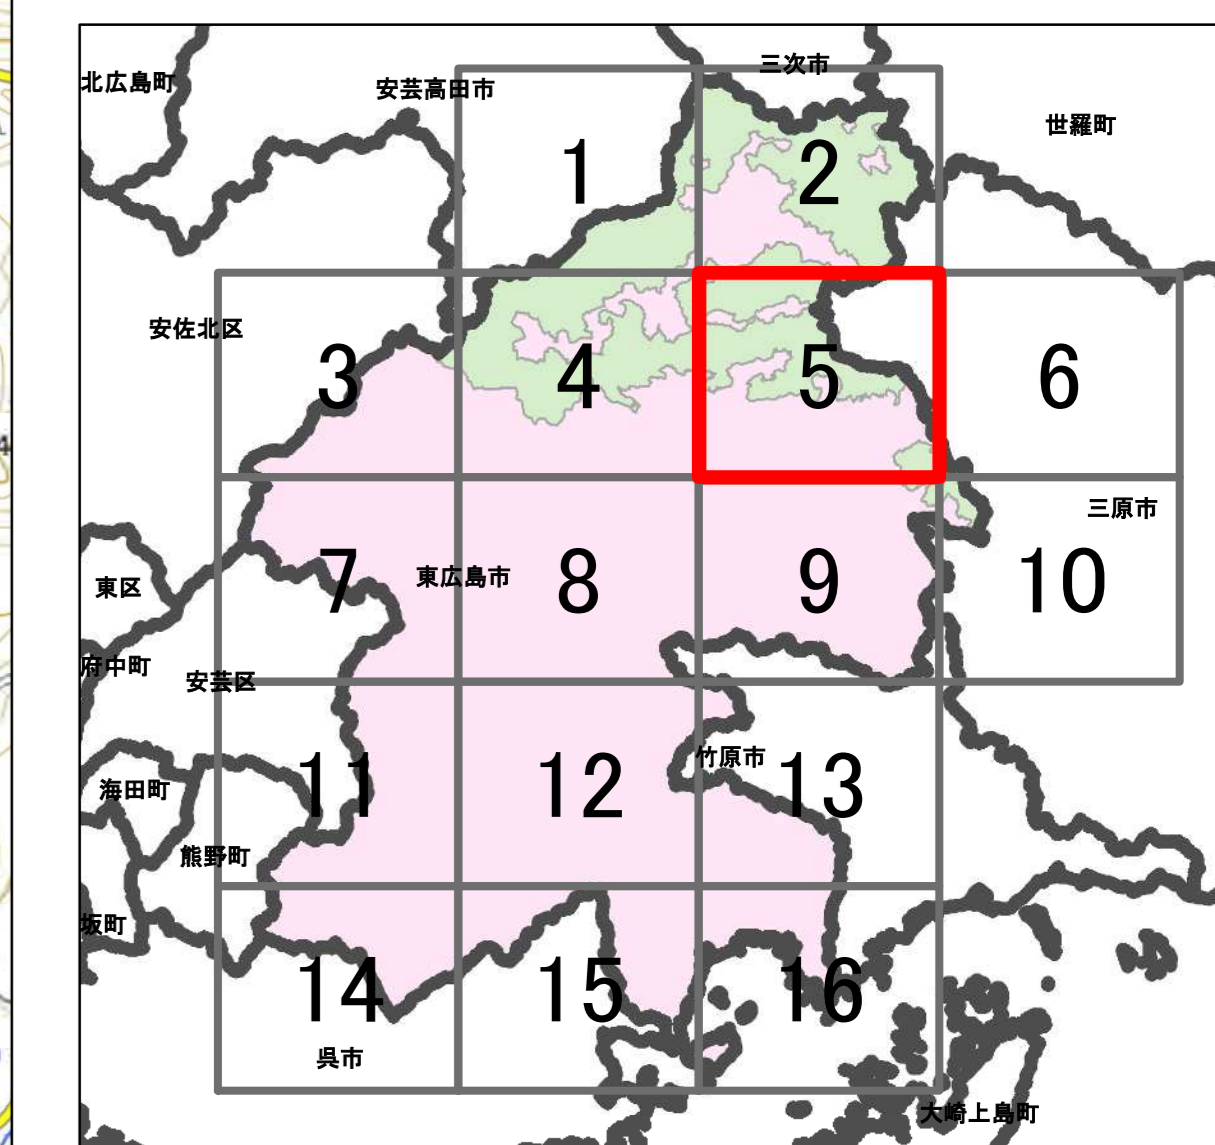 三次市
北広島町
安芸高田市
世羅町
1
2
安佐北区
3
4
5
6
三原市
7
東広島市
8
9
10
東区
府中町
安芸区
竹原市
海田町
11
12
13
熊野町
坂町
14
15
16
呉市
大崎上島町